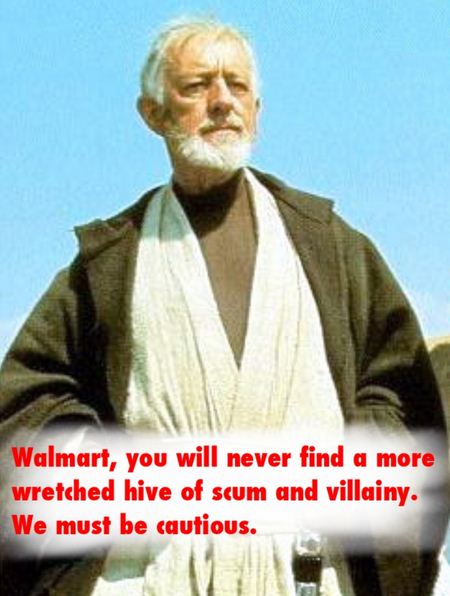 Walmart, you will never find a more
wretched hive of scum and villainy.
We must be cautious.